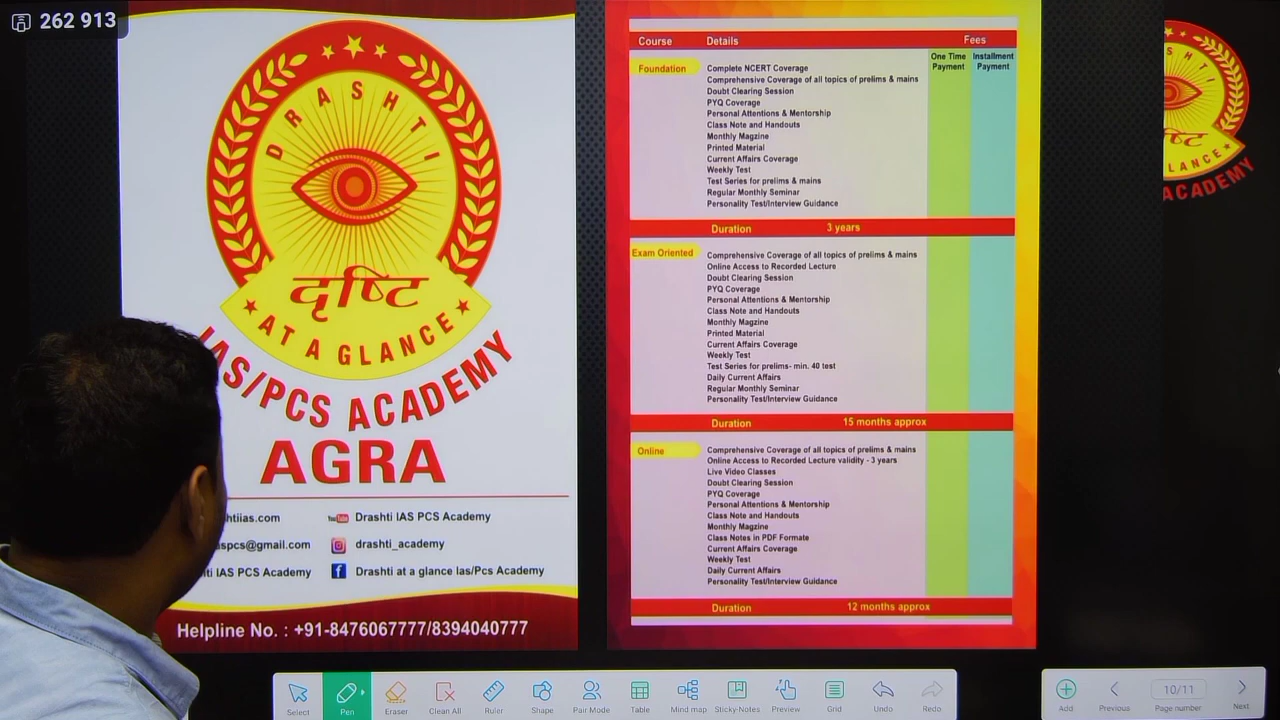 262 913
DRASHTI
दृष्टि
AT A GLANCE
IAS/PCS ACADEMY
AGRA
htiias.com
Drashti IAS PCS Academy
aspcs@gmail.com
drashti_academy
ti IAS PCS Academy
Drashti at a glance Ias/Pcs Academy
Helpline No. : +91-8476067777/8394040777
Course Details Fees
One Time Payment Installment Payment
Foundation
Complete NCERT Coverage
Comprehensive Coverage of all topics of prelims & mains
Doubt Clearing Session
PYQ Coverage
Personal Attentions & Mentorship
Class Note and Handouts
Monthly Magzine
Printed Material
Current Affairs Coverage
Weekly Test
Test Series for prelims & mains
Regular Monthly Seminar
Personality Test/Interview Guidance
Duration 3 years
Exam Oriented
Comprehensive Coverage of all topics of prelims & mains
Online Access to Recorded Lecture
Doubt Clearing Session
PYQ Coverage
Personal Attentions & Mentorship
Class Note and Handouts
Monthly Magzine
Printed Material
Current Affairs Coverage
Weekly Test
Test Series for prelims- min. 40 test
Daily Current Affairs
Regular Monthly Seminar
Personality Test/Interview Guidance
Duration 15 months approx
Online
Comprehensive Coverage of all topics of prelims & mains
Online Access to Recorded Lecture validity - 3 years
Live Video Classes
Doubt Clearing Session
PYQ Coverage
Personal Attentions & Mentorship
Class Note and Handouts
Monthly Magzine
Class Notes in PDF Formate
Current Affairs Coverage
Weekly Test
Daily Current Affairs
Personality Test/Interview Guidance
Duration 12 months approx
SHTI
ष्टि
LANCE
ACADEMY
Select Pen Eraser Clean All Ruler Shape Pair Mode Table Mind map Sticky-Notes Preview Grid Undo Redo
10/11
Add Previous Page number Next